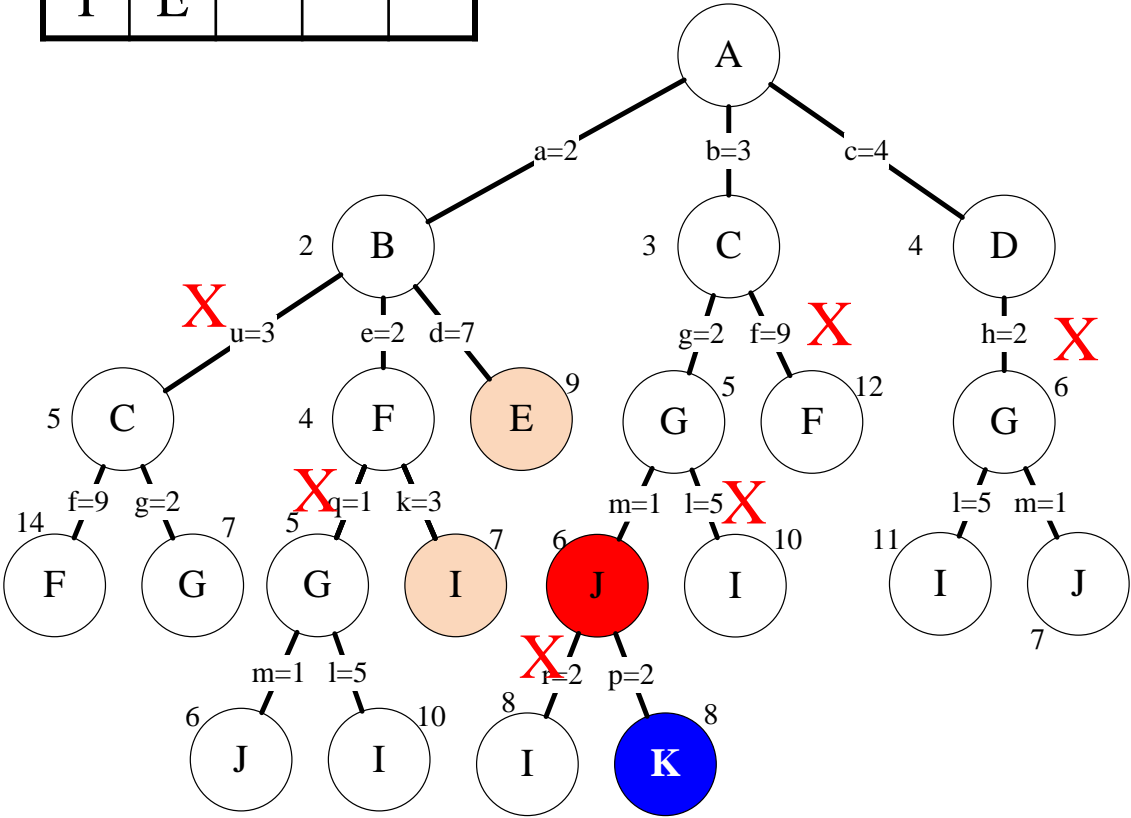 I E
A
a=2 b=3 c=4
2 B 3 C 4 D
X u=3 e=2 d=7 g=2 f=9 X h=2 X
5 C 4 F E 9 G 5 F 12 G 6
f=9 g=2 X q=1 k=3 m=1 l=5 X l=5 m=1
14 F G 7 5 G I 7 6 J I 10 11 I J 7
m=1 l=5 X r=2 p=2
6 J I 10 8 I K 8